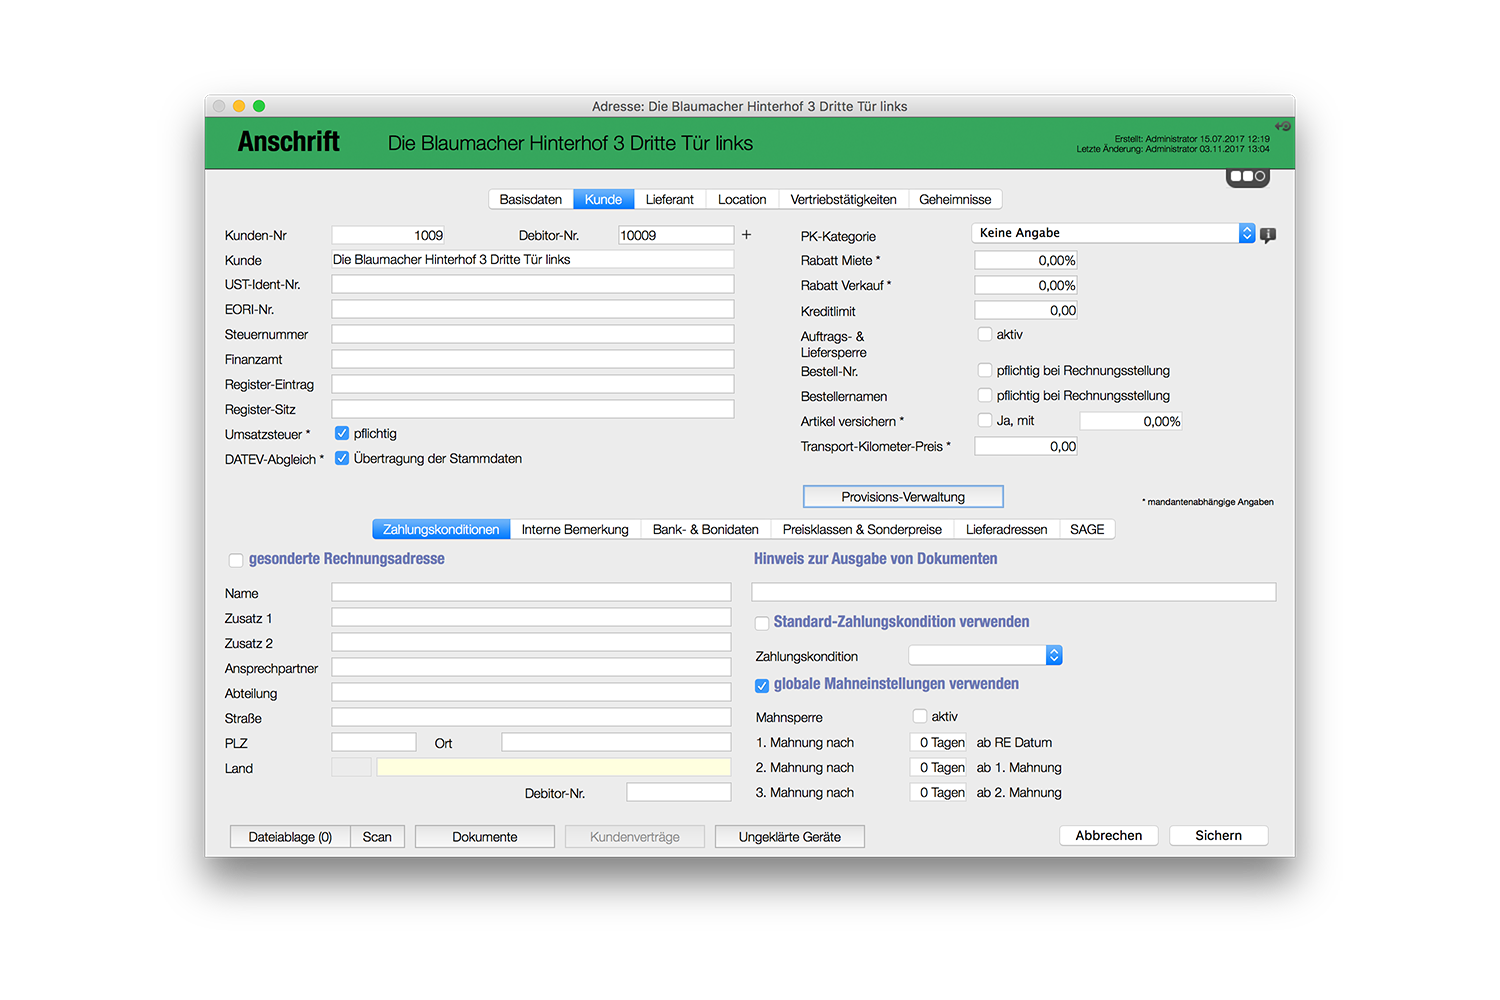 Adresse: Die Blaumacher Hinterhof 3 Dritte Tür links
Anschrift
Die Blaumacher Hinterhof 3 Dritte Tür links
Erstellt: Administrator 15.07.2017 12:19
Letzte Änderung: Administrator 03.11.2017 13:04
Basisdaten Kunde Lieferant Location Vertriebstätigkeiten Geheimnisse
Kunden-Nr 1009 Debitor-Nr. 10009 +
Kunde Die Blaumacher Hinterhof 3 Dritte Tür links
UST-Ident-Nr.
EORI-Nr.
Steuernummer
Finanzamt
Register-Eintrag
Register-Sitz
Umsatzsteuer * pflichtig
DATEV-Abgleich * Übertragung der Stammdaten
PK-Kategorie Keine Angabe
Rabatt Miete * 0,00%
Rabatt Verkauf * 0,00%
Kreditlimit 0,00
Auftrags- & aktiv
Liefersperre
Bestell-Nr. pflichtig bei Rechnungsstellung
Bestellernamen pflichtig bei Rechnungsstellung
Artikel versichern * Ja, mit 0,00%
Transport-Kilometer-Preis * 0,00
Provisions-Verwaltung
* mandantenabhängige Angaben
Zahlungskonditionen Interne Bemerkung Bank- & Bonidaten Preisklassen & Sonderpreise Lieferadressen SAGE
gesonderte Rechnungsadresse
Name
Zusatz 1
Zusatz 2
Ansprechpartner
Abteilung
Straße
PLZ Ort
Land
Debitor-Nr.
Hinweis zur Ausgabe von Dokumenten
Standard-Zahlungskondition verwenden
Zahlungskondition
globale Mahneinstellungen verwenden
Mahnsperre aktiv
1. Mahnung nach 0 Tagen ab RE Datum
2. Mahnung nach 0 Tagen ab 1. Mahnung
3. Mahnung nach 0 Tagen ab 2. Mahnung
Dateiablage (0) Scan Dokumente Kundenverträge Ungeklärte Geräte Abbrechen Sichern